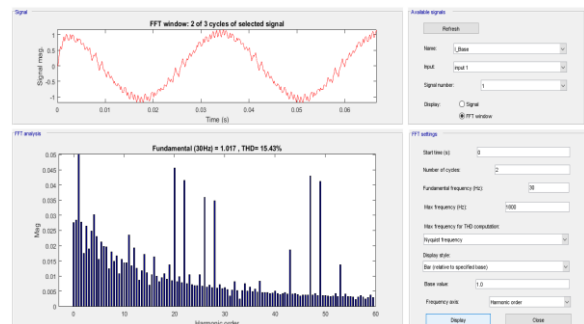 Signal
FFT window: 2 of 3 cycles of selected signal
Signal mag.
1
0.5
0
-0.5
-1
0
0.01
0.02
0.03
0.04
0.05
0.06
Time (s)
Available signals
Refresh
Name:
i_Base
Input
input 1
Signal number:
1
Display:
Signal
FFT window
FFT analysis
Fundamental (30Hz) = 1.017 , THD= 15.43%
Mag
0.05
0.045
0.04
0.035
0.03
0.025
0.02
0.015
0.01
0.005
0
0
10
20
30
40
50
60
Harmonic order
FFT settings
Start time (s):
0
Number of cycles:
2
Fundamental frequency (Hz):
30
Max frequency (Hz):
Max frequency for THD computation:
Nyquist frequency
Display style:
Bar (relative to specified base)
Base value:
1.0
Frequency axis:
Harmonic order
Display
Close